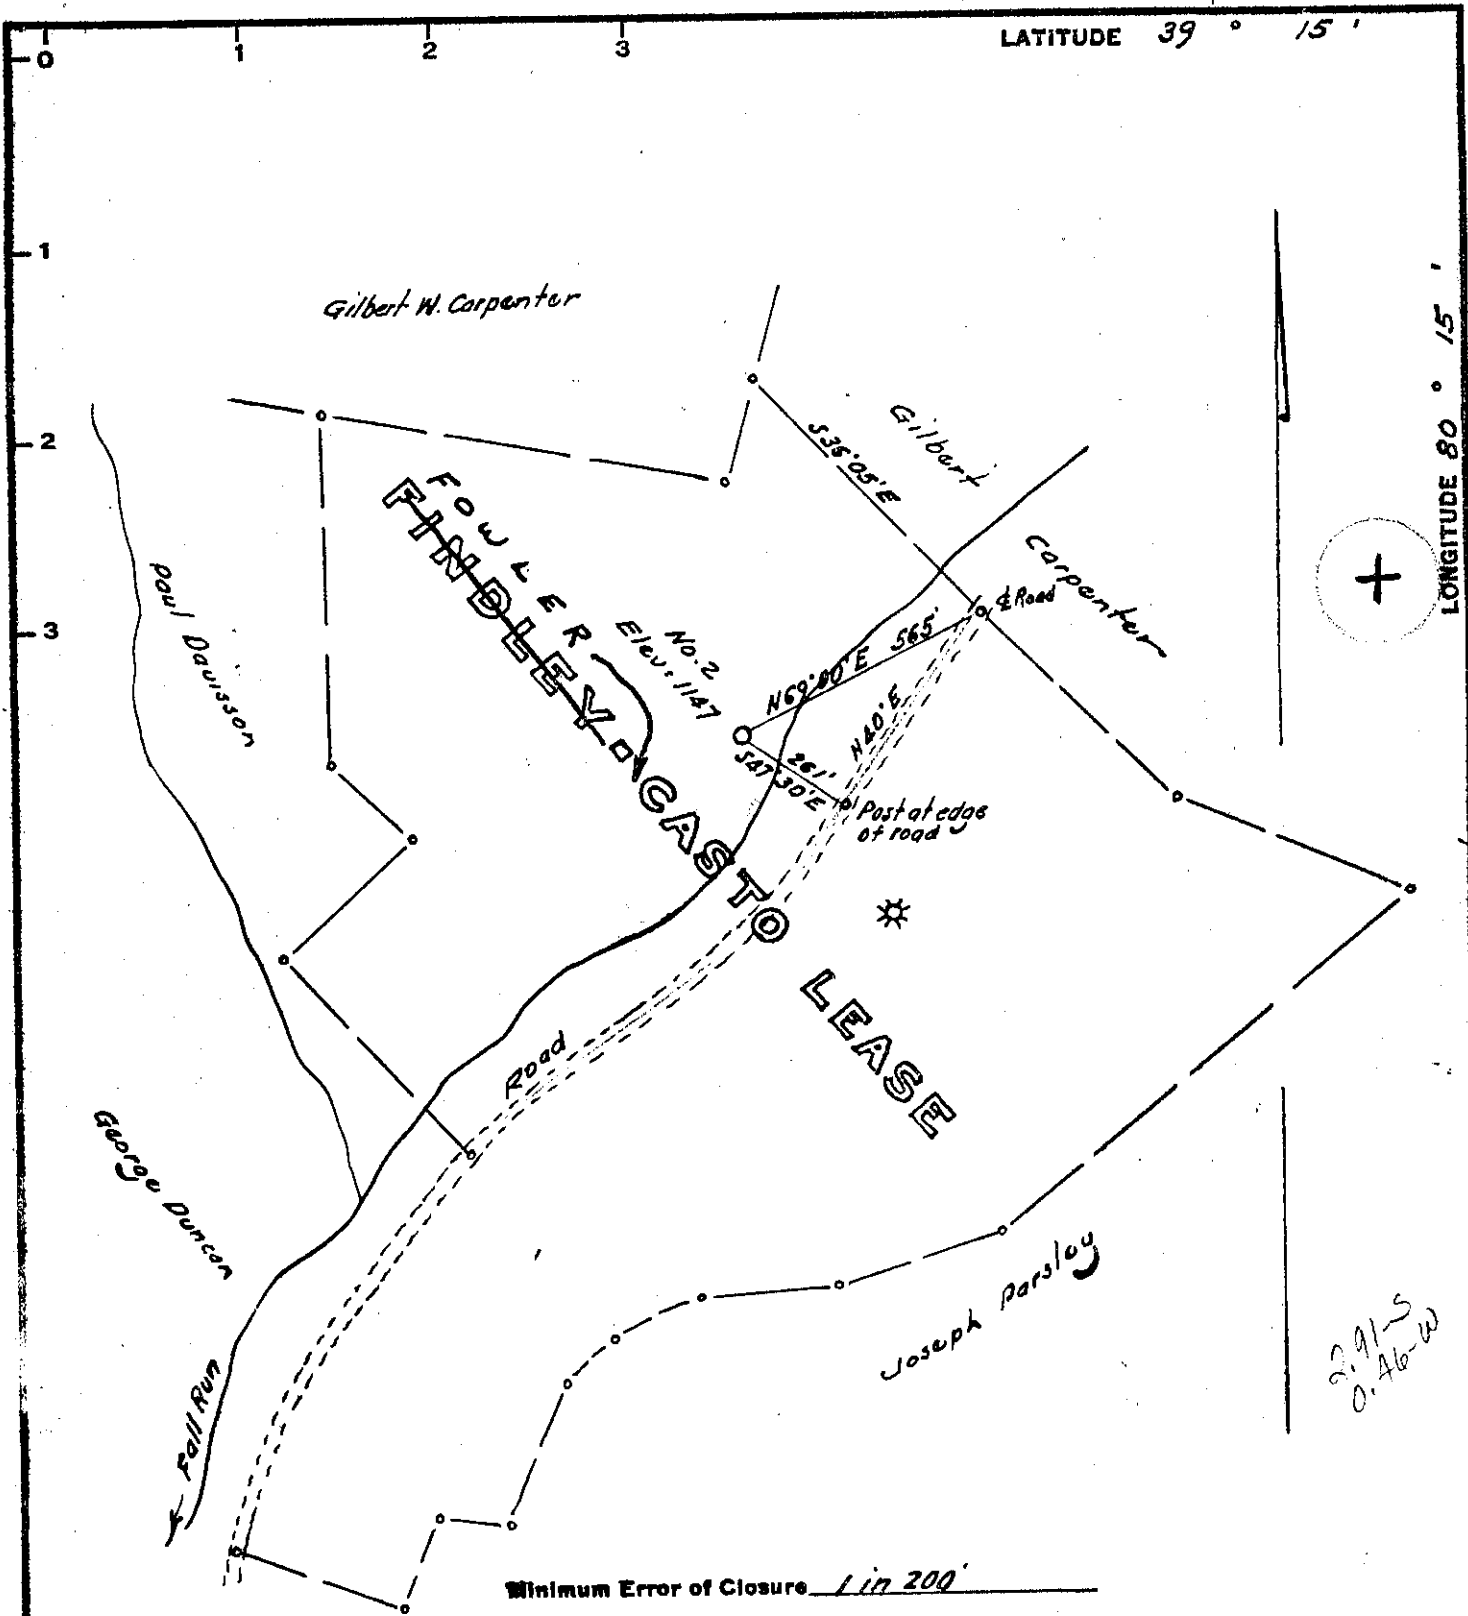 LATITUDE 39 ° 15 '
0 1 2 3
1
2
3
LONGITUDE 80 ° 15 '
Gilbert W. Carpenter
Gilbert
Carpenter
S35°05'E
FOWLER
FINDLEY • CASTO LEASE
No. 2
Elev: 1147
N69°00'E 565'
¢ Road
N40°E
261'
S47°30'E
Post at edge
of road
Paul Davisson
Road
George Duncan
Fall Run
Joseph Parsley
2.91-S
0.46-W
+
Minimum Error of Closure 1 in 200'